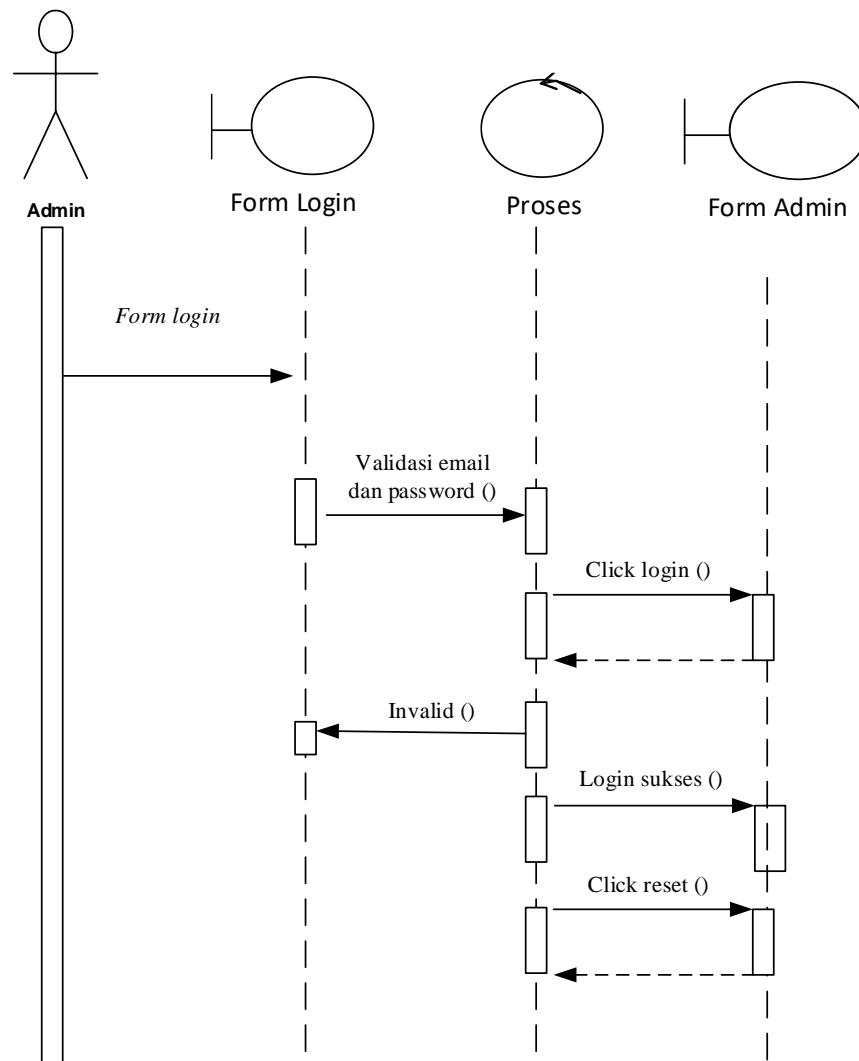 Admin
Form Login
Proses
Form Admin
Form login
Validasi email
dan password ()
Click login ()
Invalid ()
Login sukses ()
Click reset ()